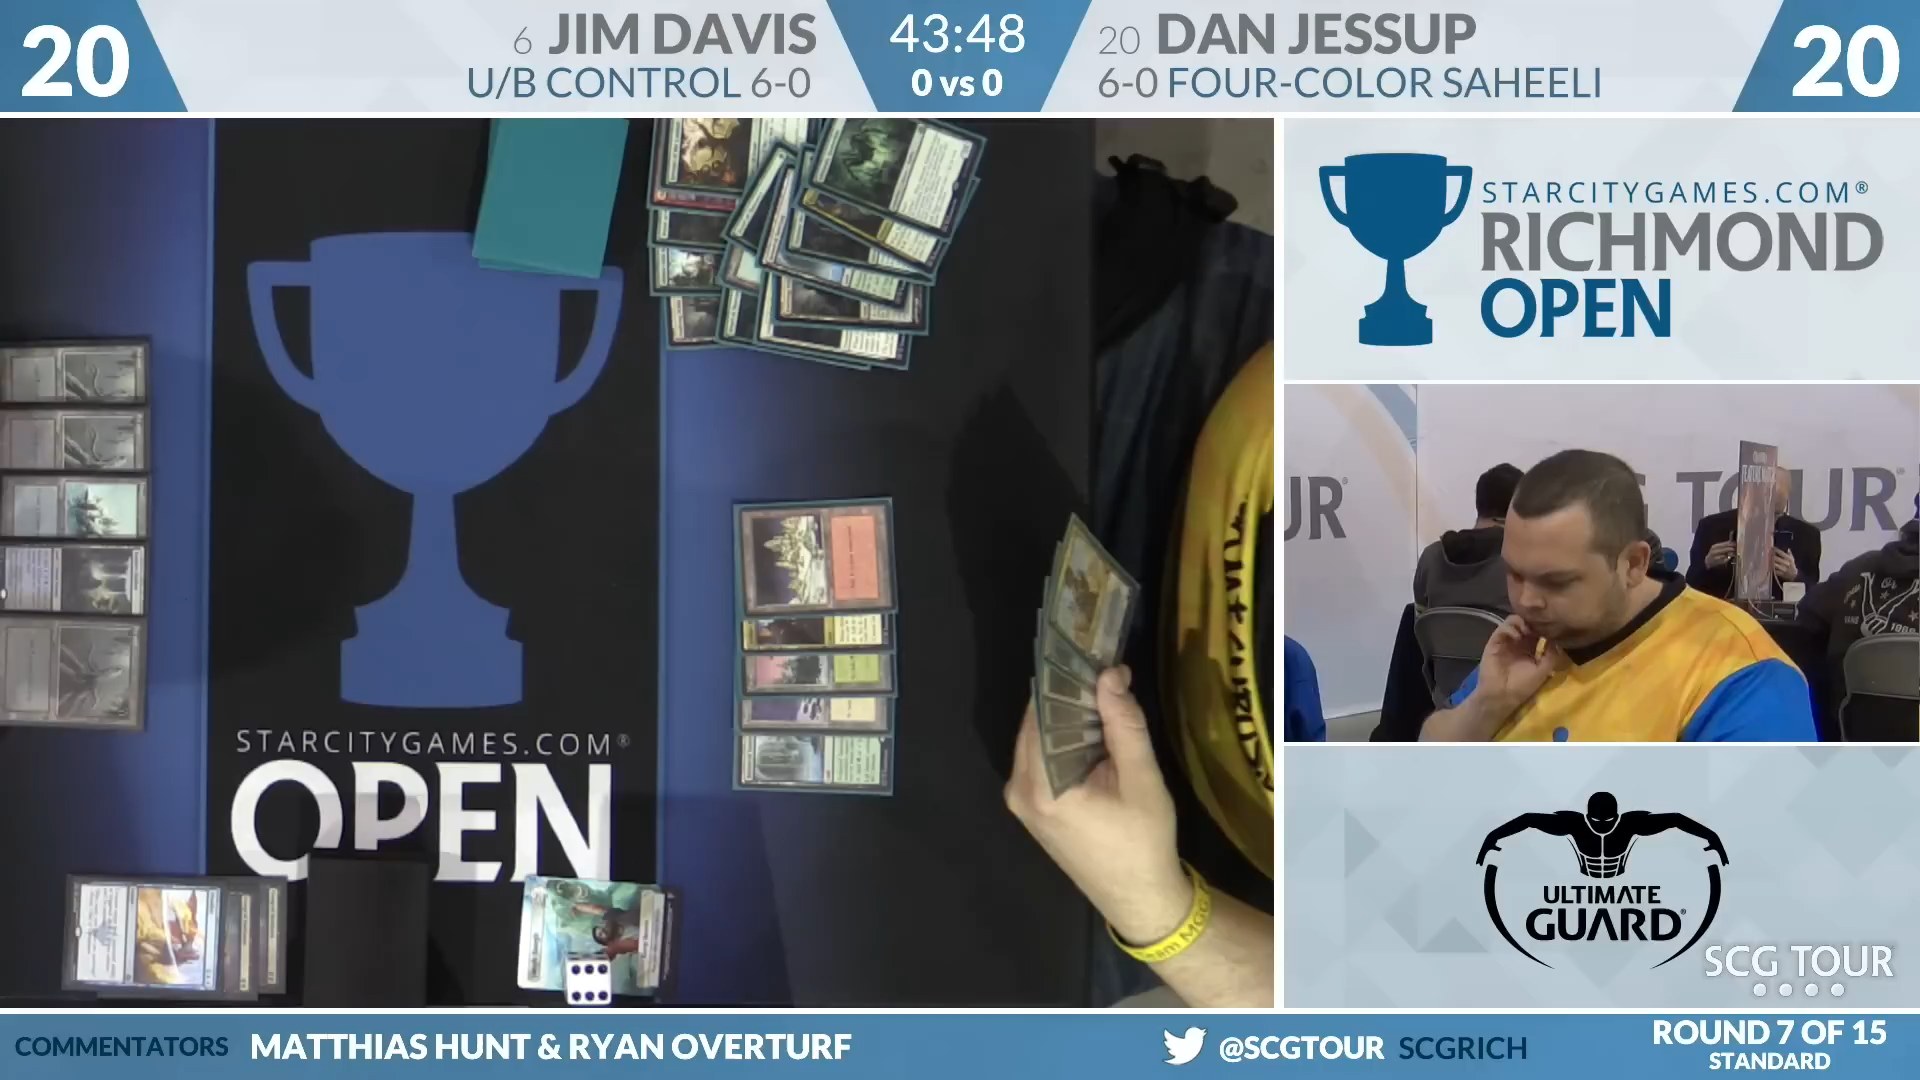 20
6 JIM DAVIS
U/B CONTROL 6-0
43:48
0 vs 0
20 DAN JESSUP
6-0 FOUR-COLOR SAHEELI
20
STARCITYGAMES.COM®
RICHMOND
OPEN
STARCITYGAMES.COM®
OPEN
UR
G TOUR
ULTIMATE
GUARD®
SCG TOUR
COMMENTATORS MATTHIAS HUNT & RYAN OVERTURF
@SCGTOUR SCGRICH
ROUND 7 OF 15
STANDARD